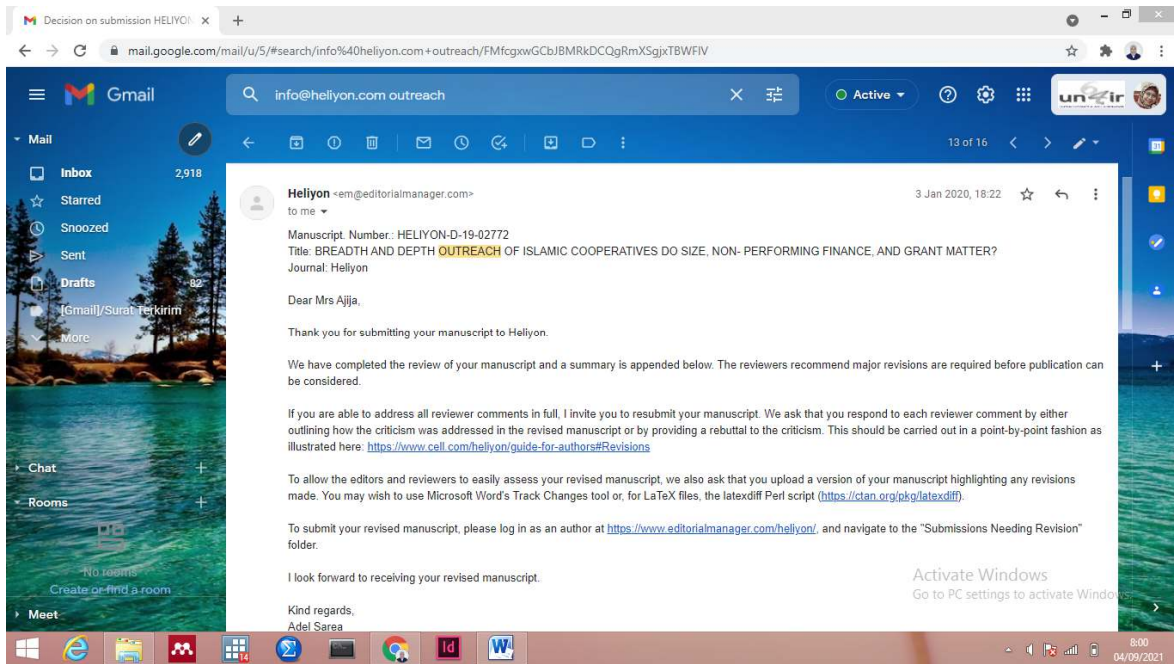 Decision on submission HELIYON
mail.google.com/mail/u/5/#search/info%40heliyon.com+outreach/FMfcgxwGCbJBMRkDCQgRmXSgjxTBWFlV
Gmail
info@heliyon.com outreach
Active
un4ir
Mail
13 of 16
Inbox 2,918
Starred
Snoozed
Sent
Drafts 82
[Gmail]/Surat Terkirim
More
Chat
Rooms
No rooms
Create or find a room
Meet
Heliyon <em@editorialmanager.com>
3 Jan 2020, 18:22
to me
Manuscript. Number.: HELIYON-D-19-02772
Title: BREADTH AND DEPTH OUTREACH OF ISLAMIC COOPERATIVES DO SIZE, NON- PERFORMING FINANCE, AND GRANT MATTER?
Journal: Heliyon
Dear Mrs Ajija,
Thank you for submitting your manuscript to Heliyon.
We have completed the review of your manuscript and a summary is appended below. The reviewers recommend major revisions are required before publication can
be considered.
If you are able to address all reviewer comments in full, I invite you to resubmit your manuscript. We ask that you respond to each reviewer comment by either
outlining how the criticism was addressed in the revised manuscript or by providing a rebuttal to the criticism. This should be carried out in a point-by-point fashion as
illustrated here: https://www.cell.com/heliyon/guide-for-authors#Revisions
To allow the editors and reviewers to easily assess your revised manuscript, we also ask that you upload a version of your manuscript highlighting any revisions
made. You may wish to use Microsoft Word's Track Changes tool or, for LaTeX files, the latexdiff Perl script (https://ctan.org/pkg/latexdiff).
To submit your revised manuscript, please log in as an author at https://www.editorialmanager.com/heliyon/, and navigate to the "Submissions Needing Revision"
folder.
I look forward to receiving your revised manuscript.
Kind regards,
Adel Sarea
Activate Windows
Go to PC settings to activate Windows.
31
14
Id
W
8:00
04/09/2021